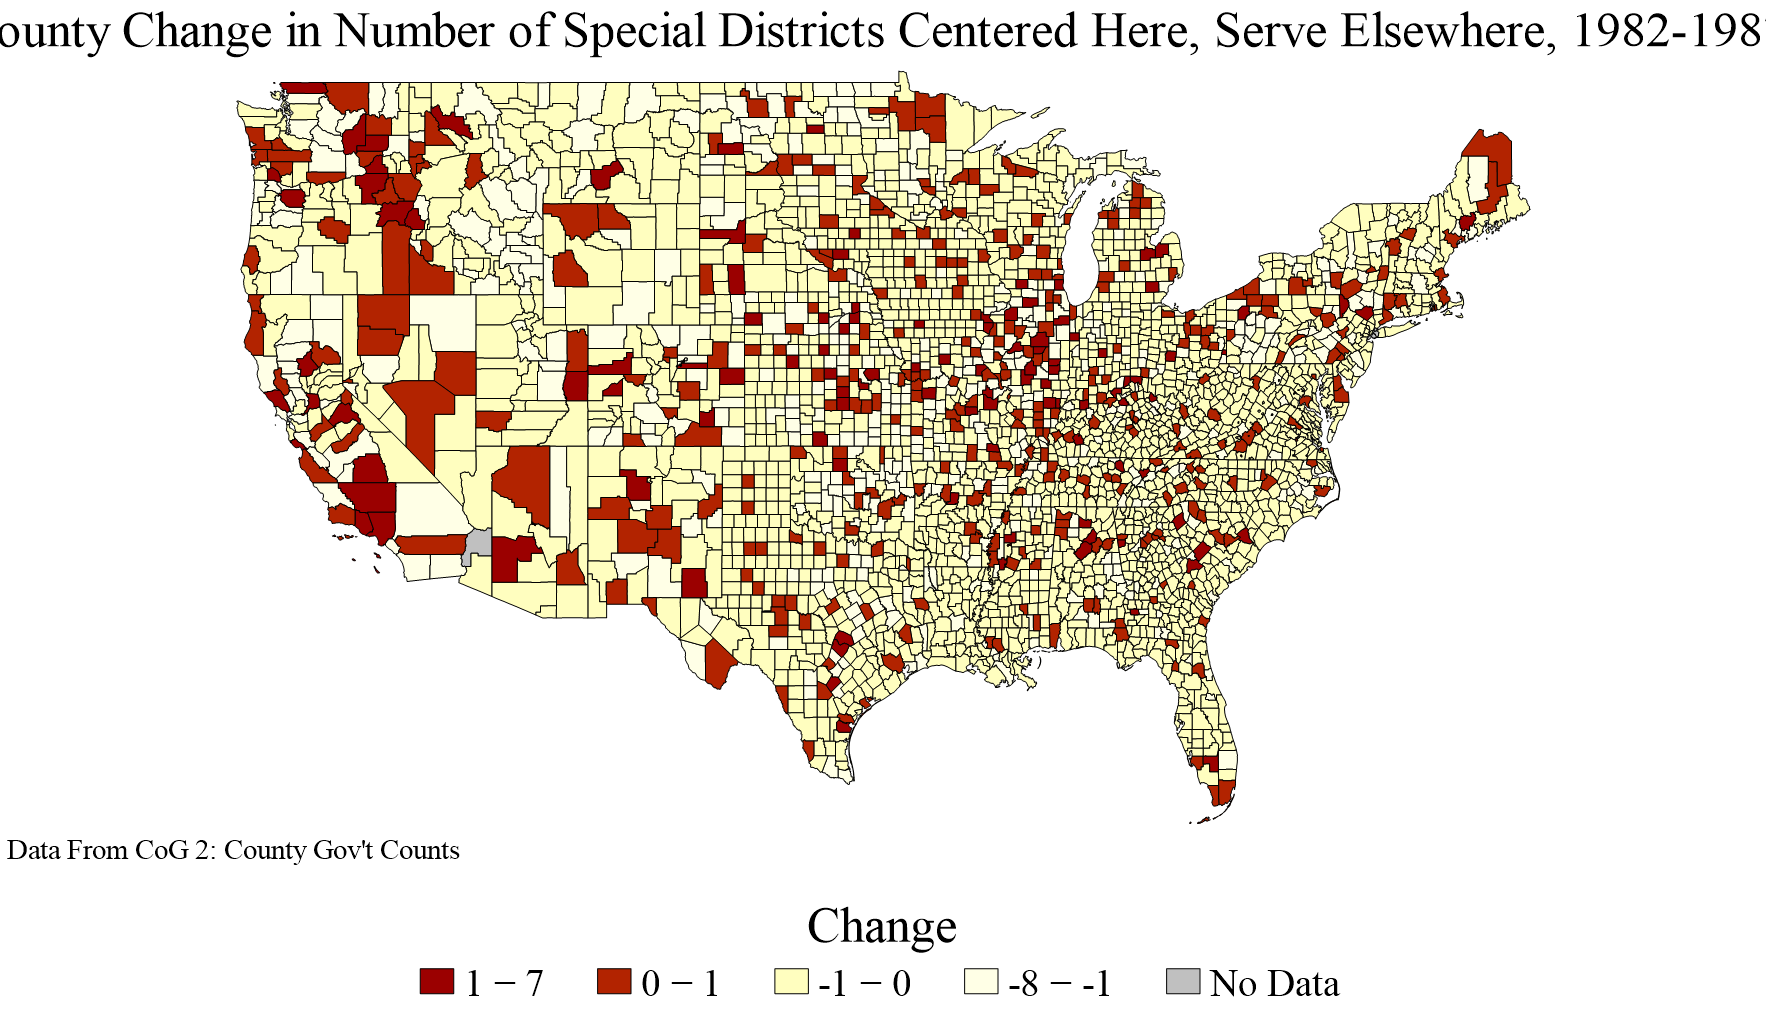 ounty Change in Number of Special Districts Centered Here, Serve Elsewhere, 1982-198
Data From CoG 2: County Gov't Counts
Change
1 – 7
0 – 1
-1 – 0
-8 – -1
No Data